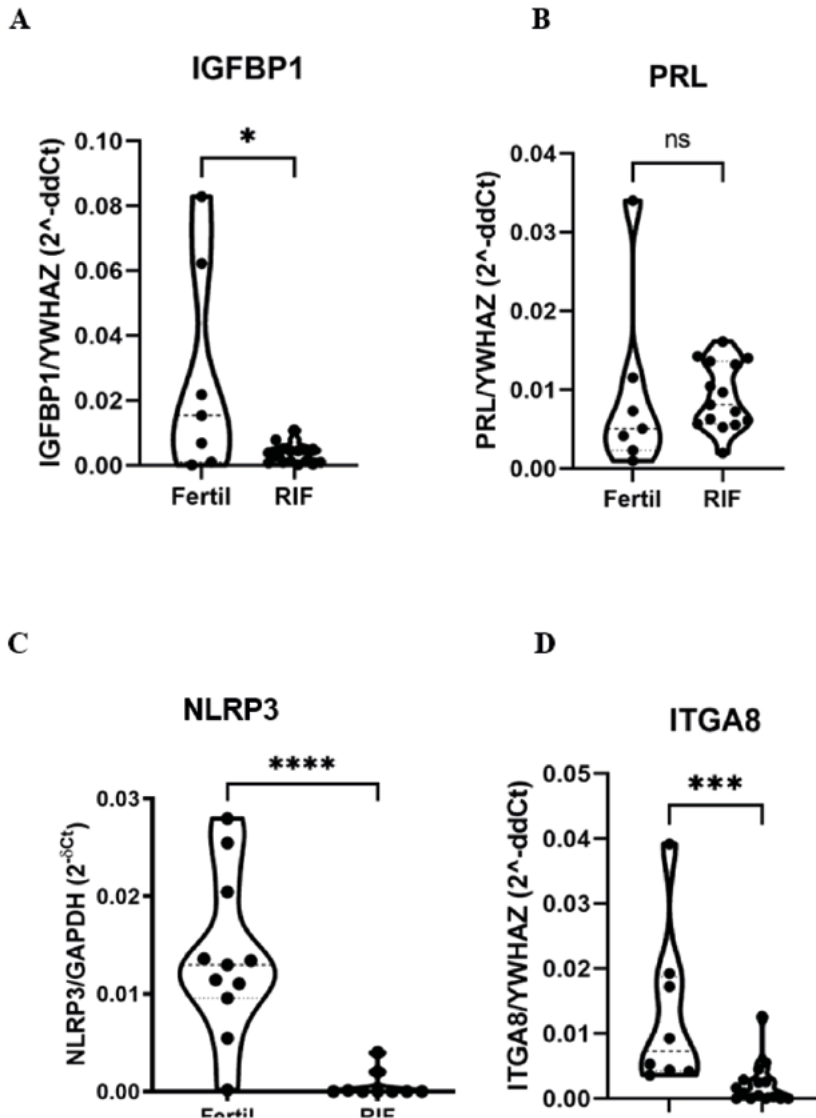 A
IGFBP1
IGFBP1/YWHAZ (2^-ddCt)
0.10
0.08
0.06
0.04
0.02
0.00
*
Fertil
RIF
B
PRL
PRL/YWHAZ (2^-ddCt)
0.04
0.03
0.02
0.01
0.00
ns
Fertil
RIF
C
NLRP3
NLRP3/GAPDH (2^-δCt)
0.03
0.02
0.01
0.00
****
Fertil
RIF
D
ITGA8
ITGA8/YWHAZ (2^-ddCt)
0.05
0.04
0.03
0.02
0.01
0.00
***